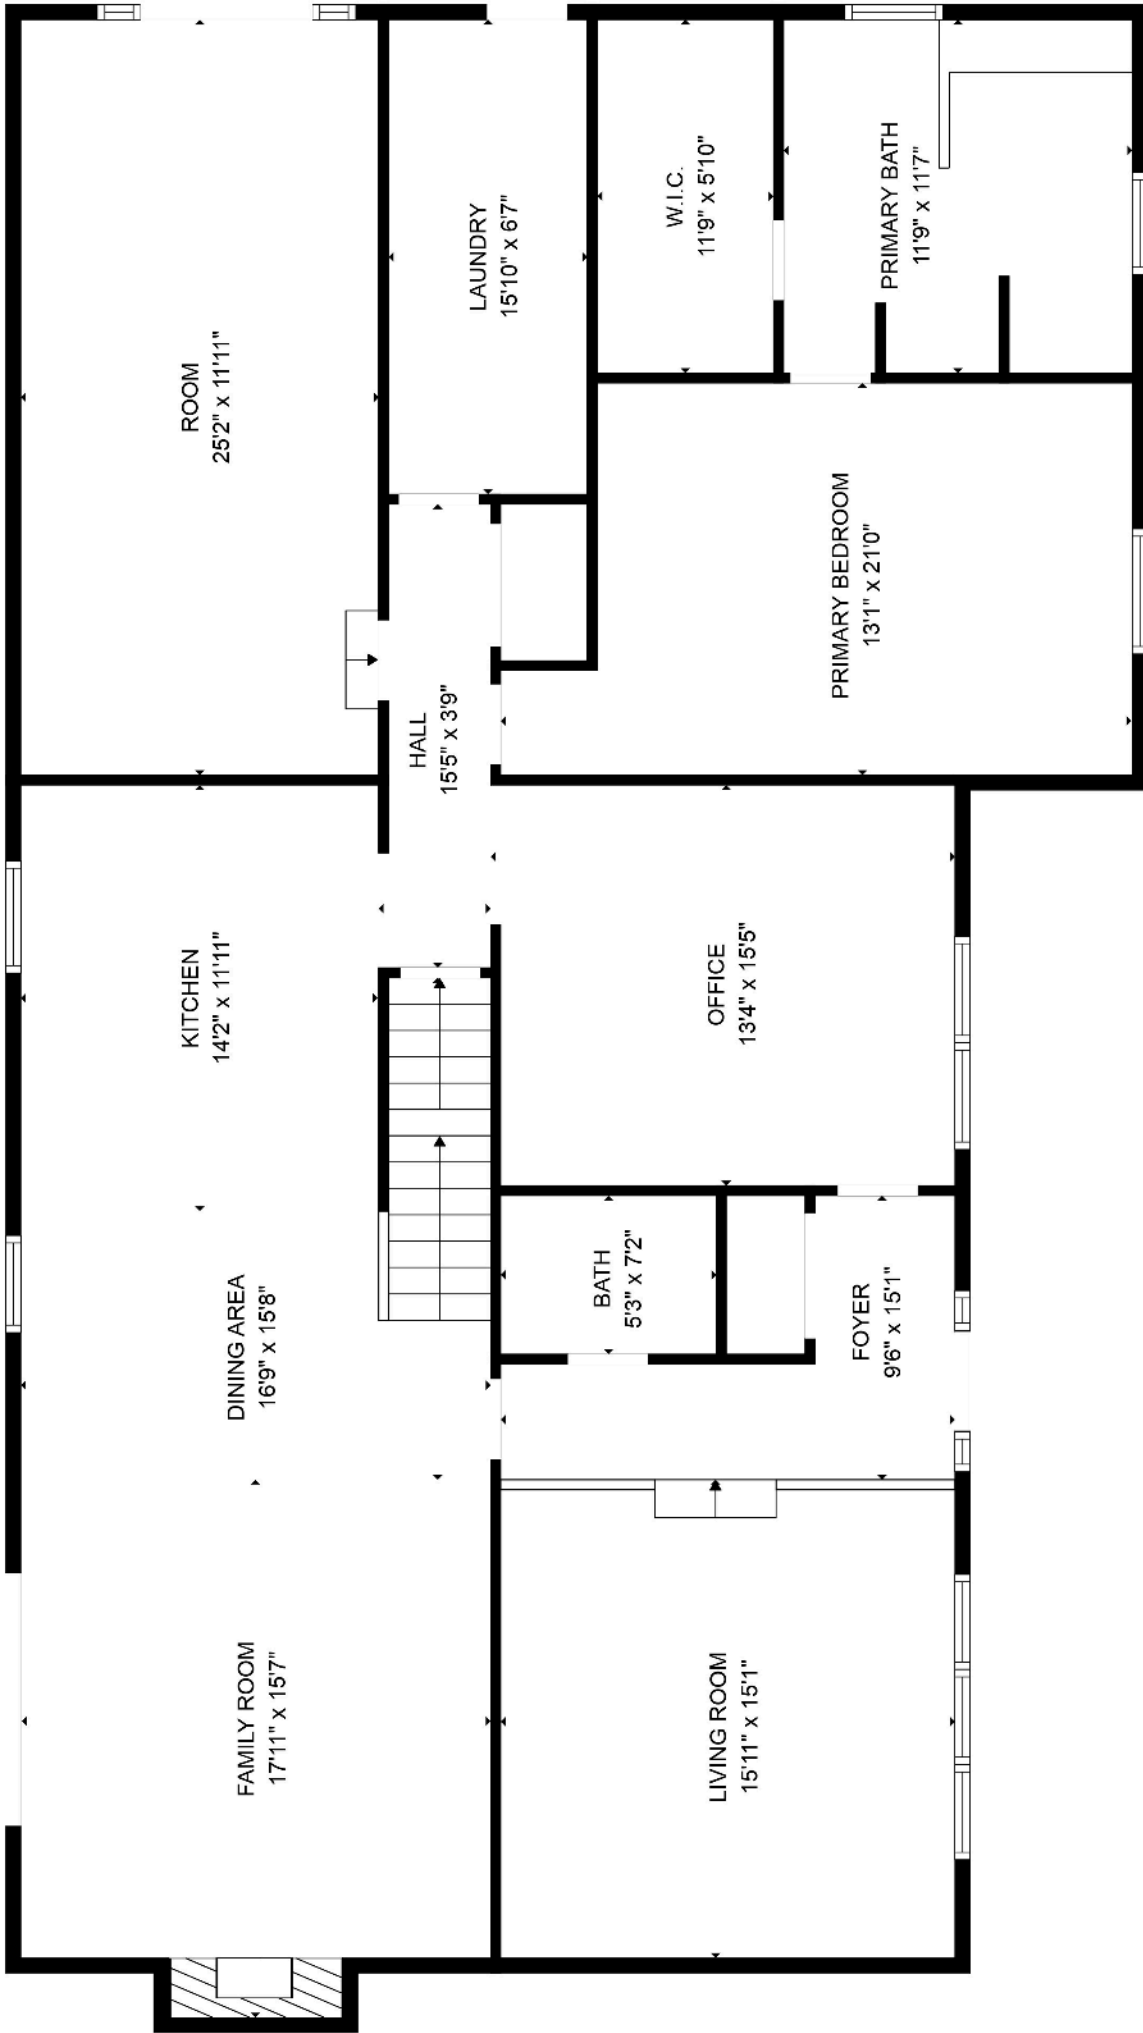 ROOM
25'2" x 11'11"
LAUNDRY
15'10" x 6'7"
W.I.C.
11'9" x 5'10"
PRIMARY BATH
11'9" x 11'7"
PRIMARY BEDROOM
13'1" x 21'0"
HALL
15'5" x 3'9"
KITCHEN
14'2" x 11'11"
OFFICE
13'4" x 15'5"
DINING AREA
16'9" x 15'8"
BATH
5'3" x 7'2"
FOYER
9'6" x 15'1"
FAMILY ROOM
17'11" x 15'7"
LIVING ROOM
15'11" x 15'1"